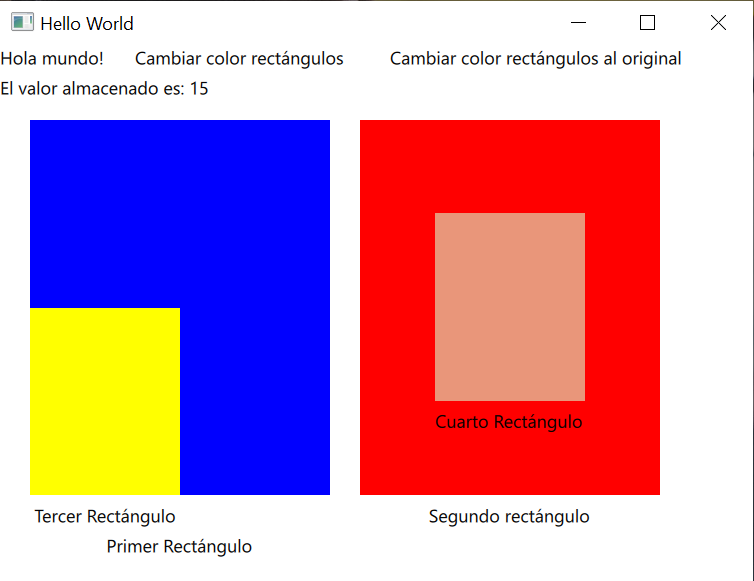 Hello World
Hola mundo! Cambiar color rectángulos Cambiar color rectángulos al original
El valor almacenado es: 15
Cuarto Rectángulo
Tercer Rectángulo Segundo rectángulo
Primer Rectángulo